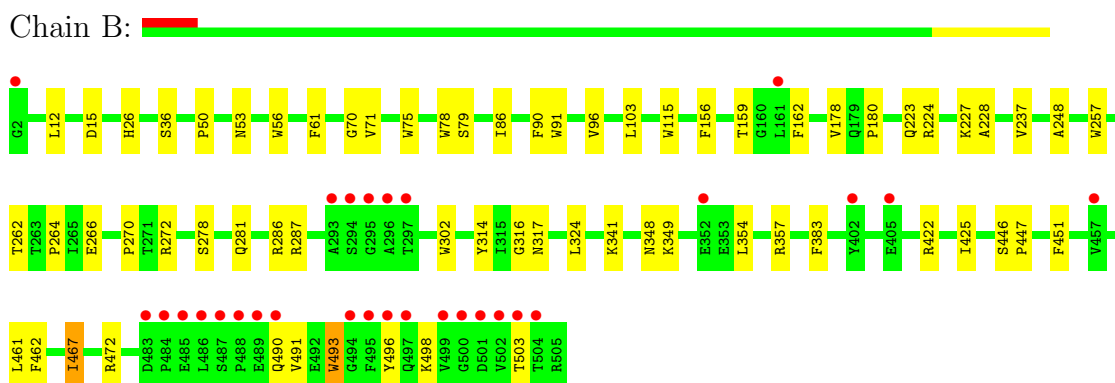 Chain B:
G2 L12 D15 H26 S36 P50 N53 W56 F61 G70 V71 W75 W78 S79 I86 F90 W91 V96 L103 W115 F156 T159 G160 L161 F162 V178 Q179 P180 Q223 R224 K227 A228 V237 A248 W257
T262 T263 P264 I265 E266 P270 T271 R272 S278 Q281 R286 R287 A293 S294 G295 A296 T297 W302 Y314 I315 G316 N317 L324 K341 N348 K349 E352 E353 L354 R357 F383 Y402 E405 R422 I425 S446 P447 F451 V457
L461 F462 I467 R472 D483 P484 E485 L486 S487 P488 E489 Q490 V491 E492 W493 G494 F495 Y496 Q497 K498 V499 G500 D501 V502 T503 T504 R505